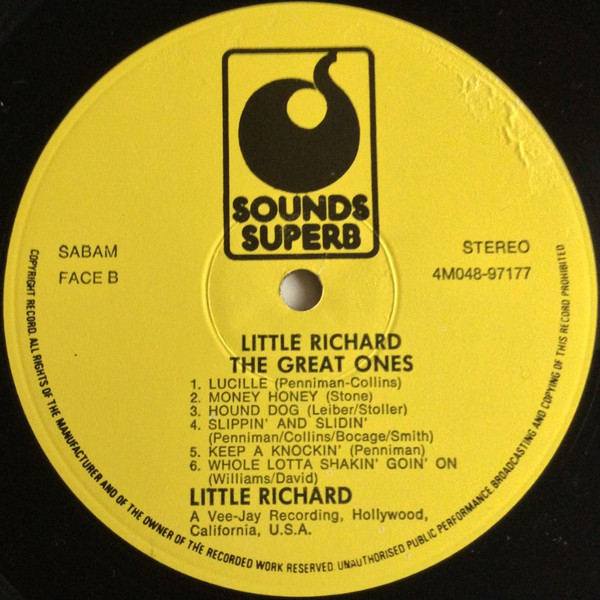 SOUNDS
SUPERB
SABAM
FACE B
STEREO
4M048-97177
LITTLE RICHARD
THE GREAT ONES
1. LUCILLE (Penniman-Collins)
2. MONEY HONEY (Stone)
3. HOUND DOG (Leiber/Stoller)
4. SLIPPIN' AND SLIDIN'
(Penniman/Collins/Bocage/Smith)
5. KEEP A KNOCKIN' (Penniman)
6. WHOLE LOTTA SHAKIN' GOIN' ON
(Williams/David)
LITTLE RICHARD
A Vee-Jay Recording, Hollywood,
California, U.S.A.
COPYRIGHT RECORD. ALL RIGHTS OF THE MANUFACTURER AND OF THE OWNER OF THE RECORDED WORK RESERVED. UNAUTHORISED PUBLIC PERFORMANCE, BROADCASTING AND COPYING OF THIS RECORD PROHIBITED